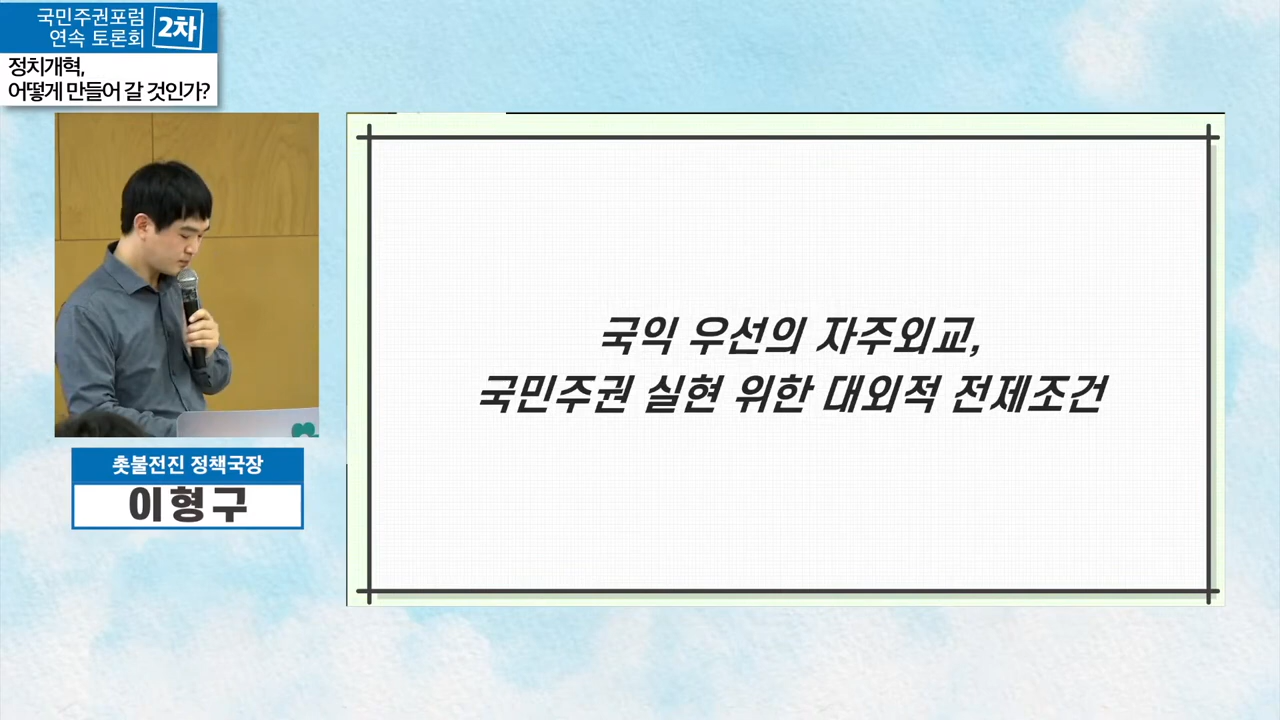 국민주권포럼
연속 토론회 2차
정치개혁,
어떻게 만들어 갈 것인가?
국익 우선의 자주외교,
국민주권 실현 위한 대외적 전제조건
촛불전진 정책국장
이형구